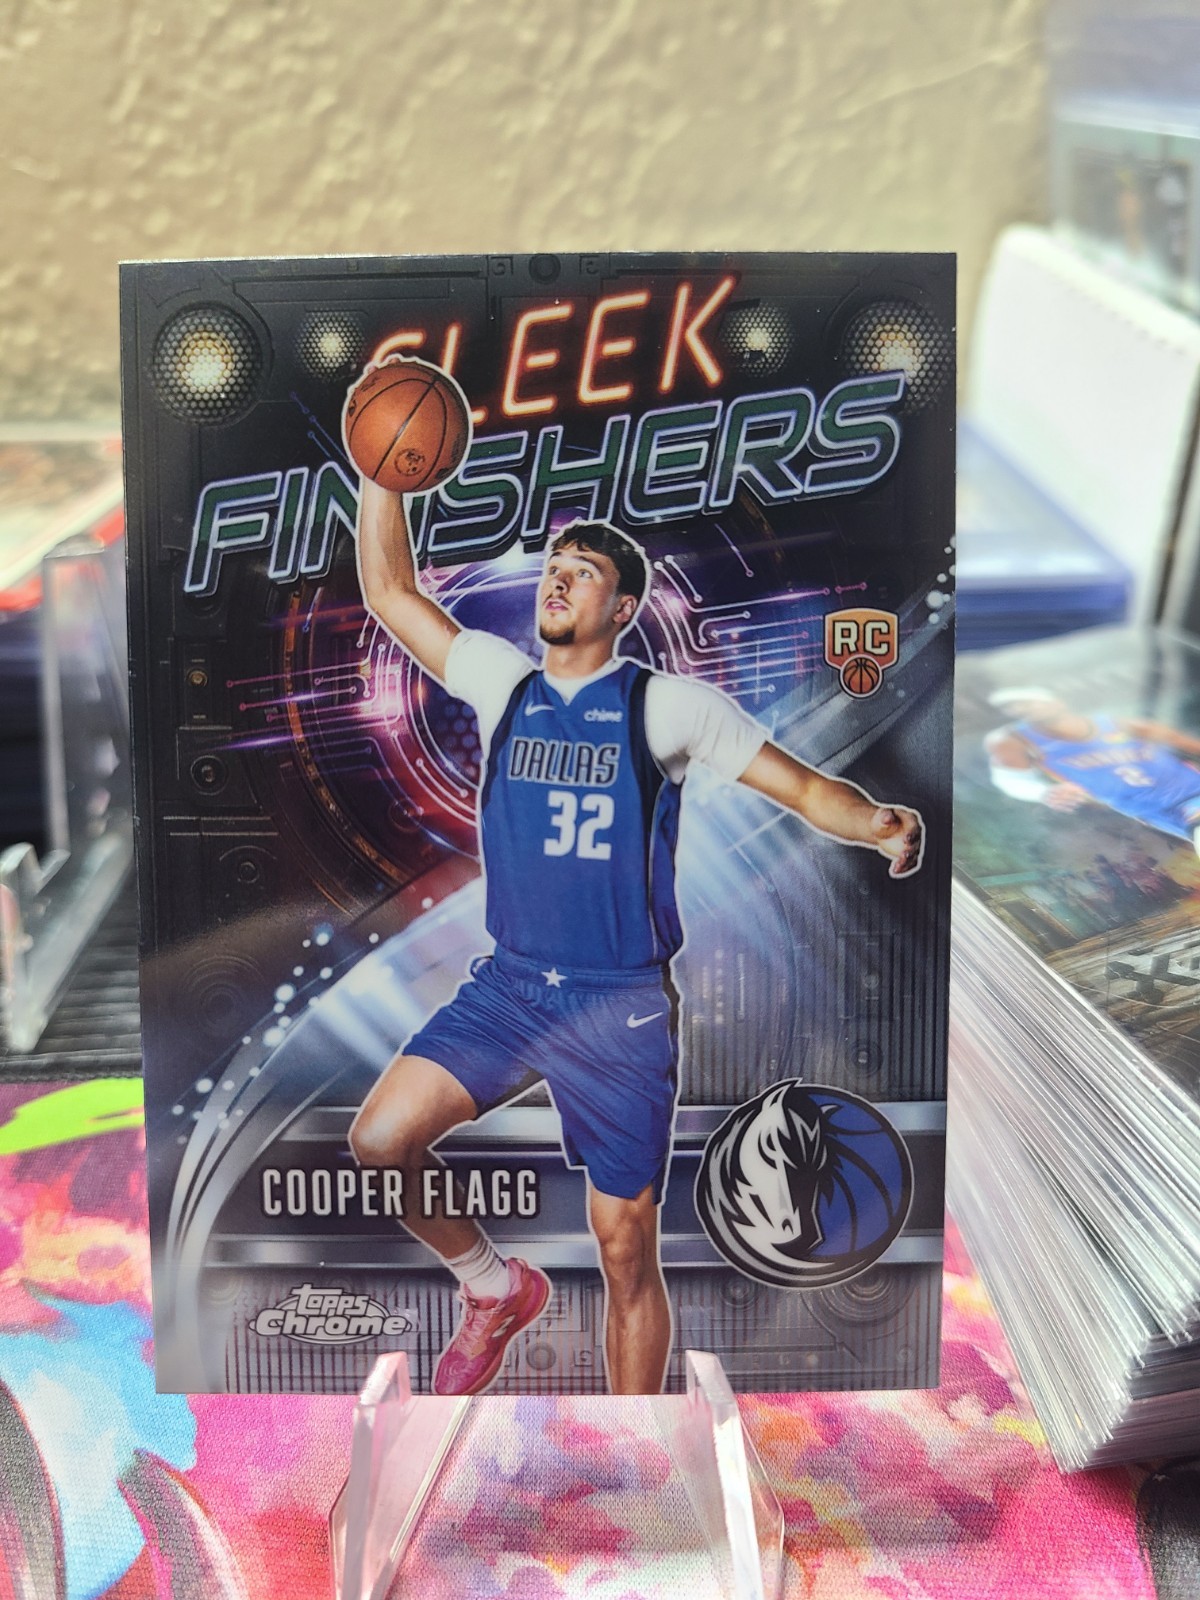 SLEEK
FINISHERS
RC
chime
DALLAS
32
COOPER FLAGG
topps
Chrome